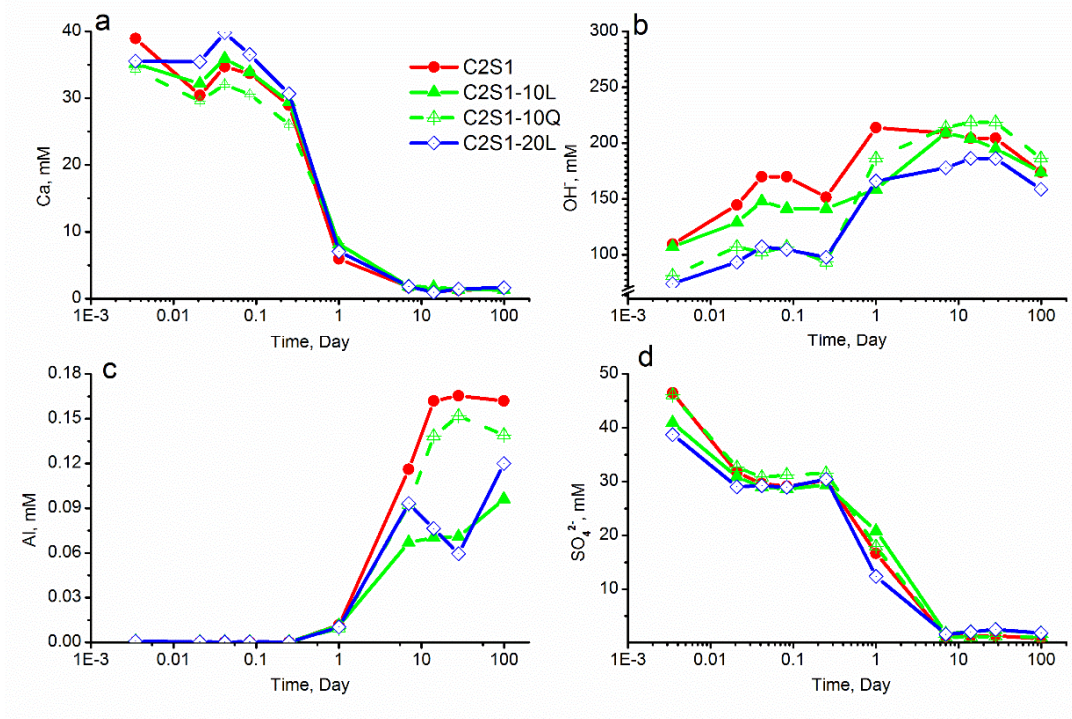 a
40
30
20
10
0
Ca, mM
1E-3 0.01 0.1 1 10 100
Time, Day
C2S1
C2S1-10L
C2S1-10Q
C2S1-20L
b
300
250
200
150
100
OH⁻, mM
1E-3 0.01 0.1 1 10 100
Time, Day
c
0.18
0.15
0.12
0.09
0.06
0.03
0.00
Al, mM
1E-3 0.01 0.1 1 10 100
Time, Day
d
50
40
30
20
10
SO₄²⁻, mM
1E-3 0.01 0.1 1 10 100
Time, Day